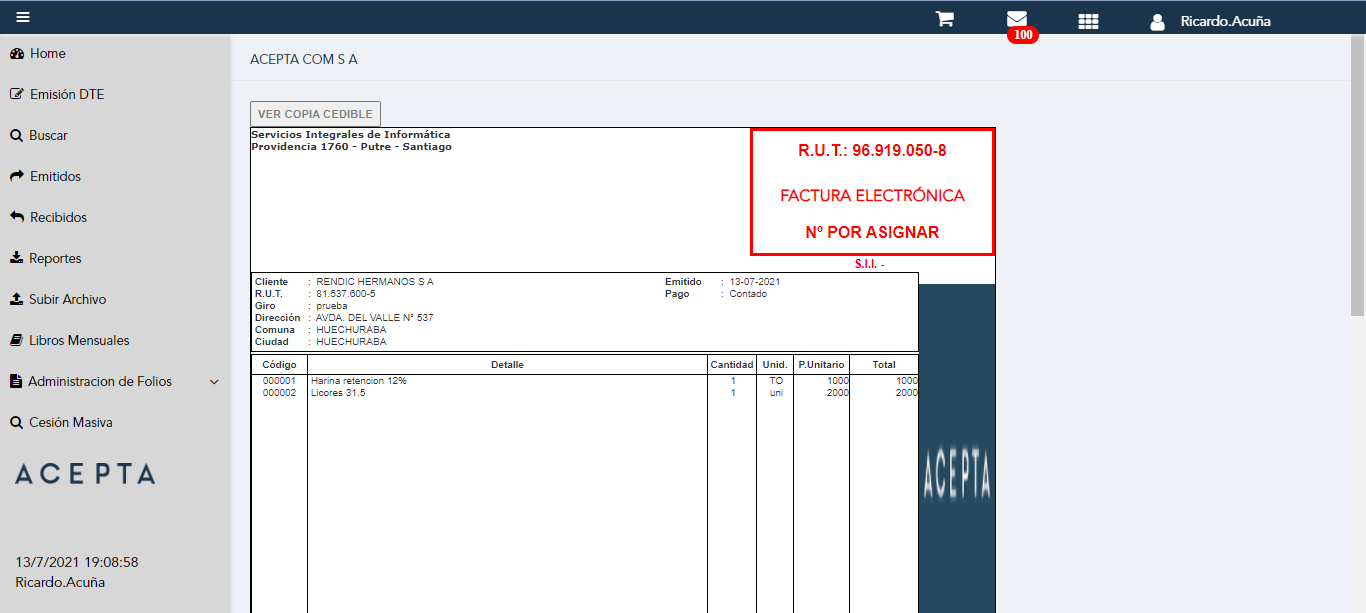 Ricardo.Acuña
100
Home
Emisión DTE
Buscar
Emitidos
Recibidos
Reportes
Subir Archivo
Libros Mensuales
Administracion de Folios
Cesión Masiva
ACEPTA
13/7/2021 19:08:58
Ricardo.Acuña
ACEPTA COM S A
VER COPIA CEDIBLE
Servicios Integrales de Informática
Providencia 1760 - Putre - Santiago
R.U.T.: 96.919.050-8
FACTURA ELECTRÓNICA
Nº POR ASIGNAR
S.I.I. -
Cliente : RENDIC HERMANOS S A Emitido : 13-07-2021
R.U.T. : 81.537.600-5 Pago : Contado
Giro : prueba
Dirección : AVDA. DEL VALLE N° 537
Comuna : HUECHURABA
Ciudad : HUECHURABA
Código Detalle Cantidad Unid. P.Unitario Total
000001 Harina retencion 12% 1 TO 1000 1000
000002 Licores 31.5 1 uni 2000 2000
ACEPTA